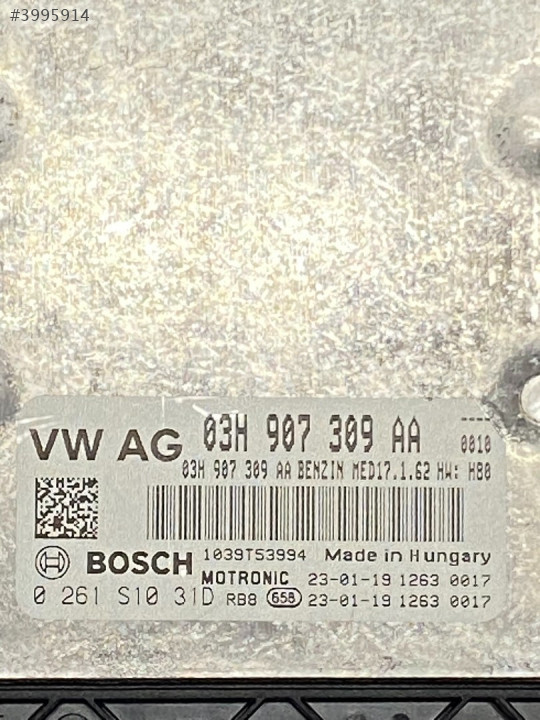 #3995914
VW AG 03H 907 309 AA ---- 0010
03H 907 309 AA BENZIN MED17.1.62 HW: H80
BOSCH 1039T53994 Made in Hungary
MOTRONIC 23-01-19 1263 0017
0 261 S10 31D RB8 658 23-01-19 1263 0017